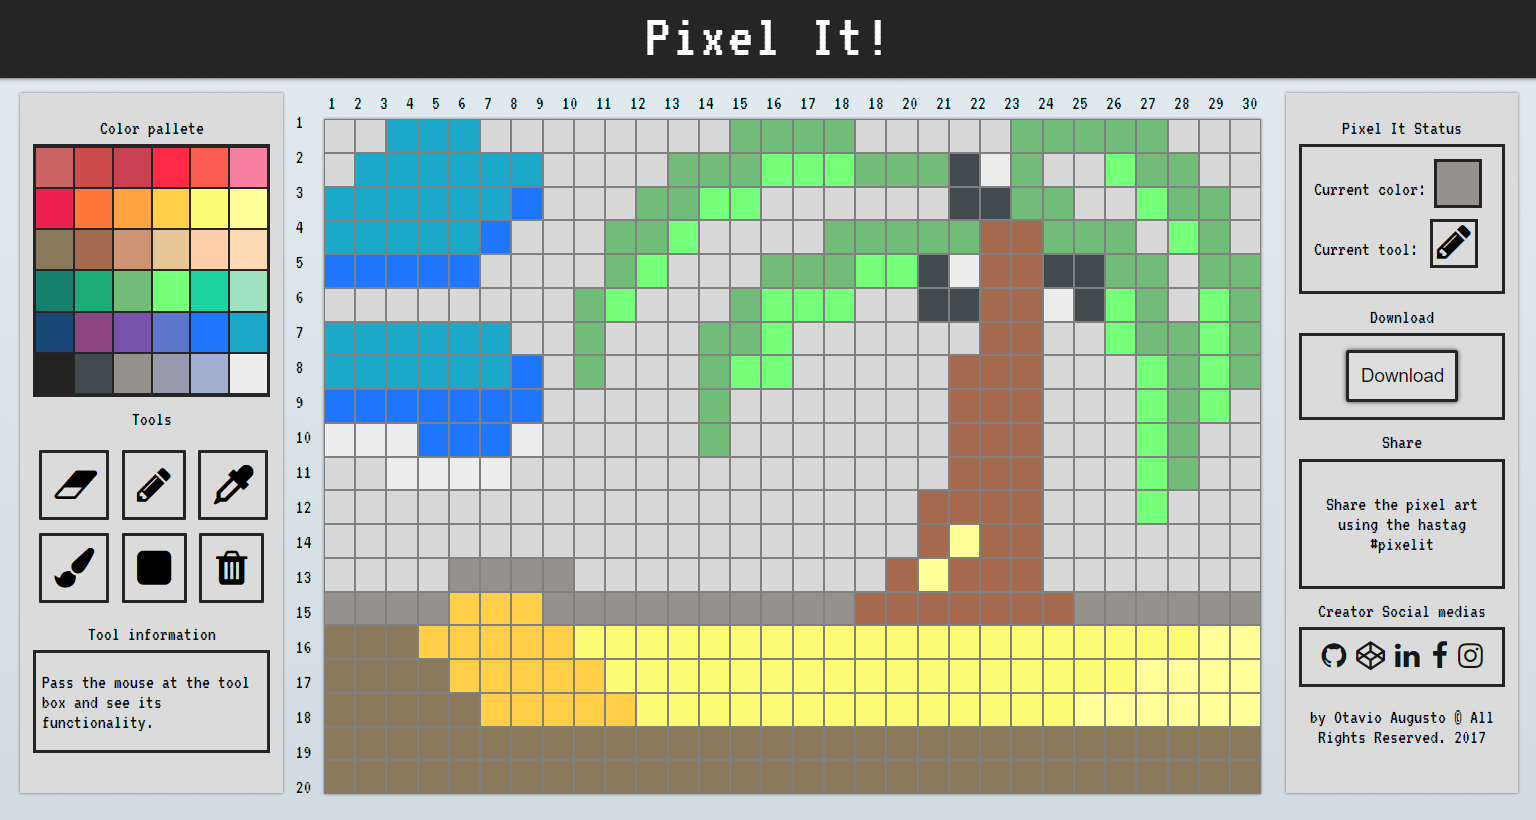 Pixel It!
Color pallete
Tools
Tool information
Pass the mouse at the tool
box and see its
functionality.
1 2 3 4 5 6 7 8 9 10 11 12 13 14 15 16 17 18 18 20 21 22 23 24 25 26 27 28 29 30
1
2
3
4
5
6
7
8
9
10
11
12
14
13
15
16
17
18
19
20
Pixel It Status
Current color:
Current tool:
Download
Download
Share
Share the pixel art
using the hastag
#pixelit
Creator Social medias
by Otavio Augusto © All
Rights Reserved. 2017